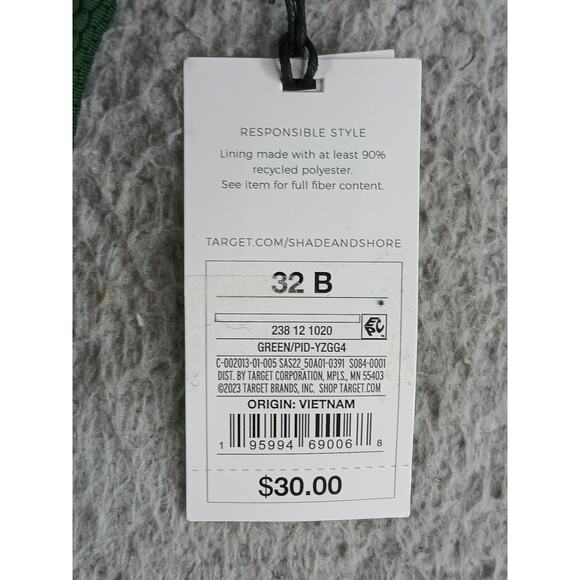 RESPONSIBLE STYLE
Lining made with at least 90%
recycled polyester.
See item for full fiber content.
TARGET.COM/SHADEANDSHORE
32 B
238 12 1020
EPC
GREEN/PID-YZGG4
C-002013-01-005 SAS22_50A01-0391 S084-0001
DIST. BY TARGET CORPORATION, MPLS., MN 55403
©2023 TARGET BRANDS, INC. SHOP TARGET.COM
ORIGIN: VIETNAM
1 95994 69006 8
$30.00